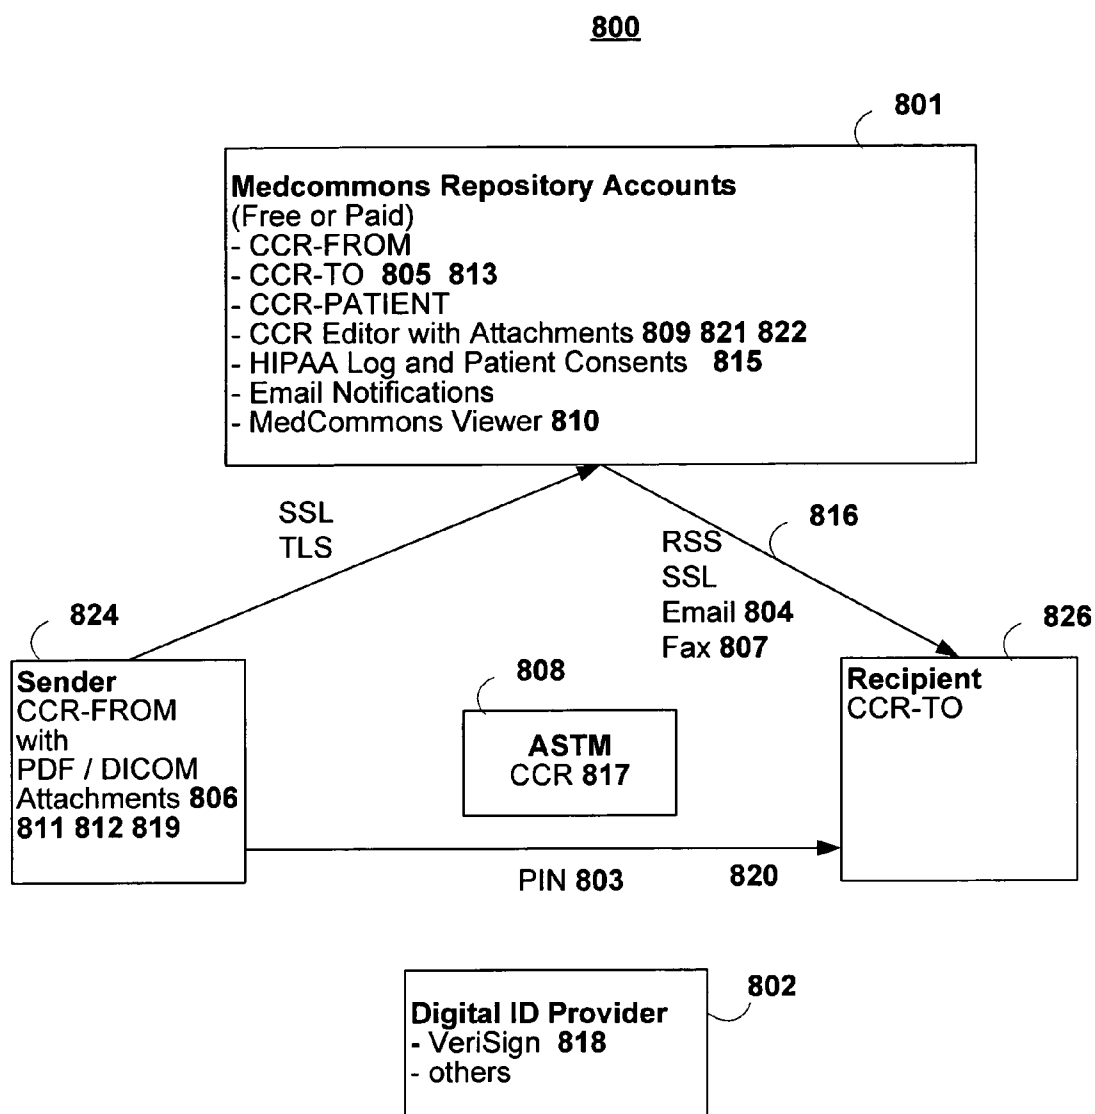 800
801
Medcommons Repository Accounts
(Free or Paid)
- CCR-FROM
- CCR-TO 805 813
- CCR-PATIENT
- CCR Editor with Attachments 809 821 822
- HIPAA Log and Patient Consents 815
- Email Notifications
- MedCommons Viewer 810
SSL
TLS
816
RSS
SSL
Email 804
Fax 807
824
Sender
CCR-FROM
with
PDF / DICOM
Attachments 806
811 812 819
808
ASTM
CCR 817
826
Recipient
CCR-TO
PIN 803
820
802
Digital ID Provider
- VeriSign 818
- others